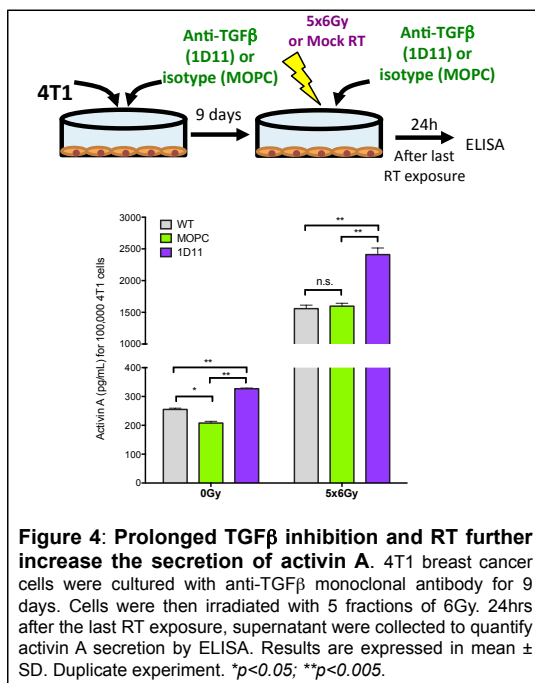 5x6Gy
or Mock RT
Anti-TGFβ
(1D11) or
isotype (MOPC)
Anti-TGFβ
(1D11) or
isotype (MOPC)
4T1
9 days
24h
After last
RT exposure
ELISA
Activin A (pg/mL) for 100,000 4T1 cells
3000
2500
2000
1500
1000
400
300
200
100
0
WT
MOPC
1D11
**
**
*
**
**
n.s.
0Gy
5x6Gy
Figure 4: Prolonged TGFβ inhibition and RT further
increase the secretion of activin A. 4T1 breast cancer
cells were cultured with anti-TGFβ monoclonal antibody for 9
days. Cells were then irradiated with 5 fractions of 6Gy. 24hrs
after the last RT exposure, supernatant were collected to quantify
activin A secretion by ELISA. Results are expressed in mean ±
SD. Duplicate experiment. *p<0.05; **p<0.005.